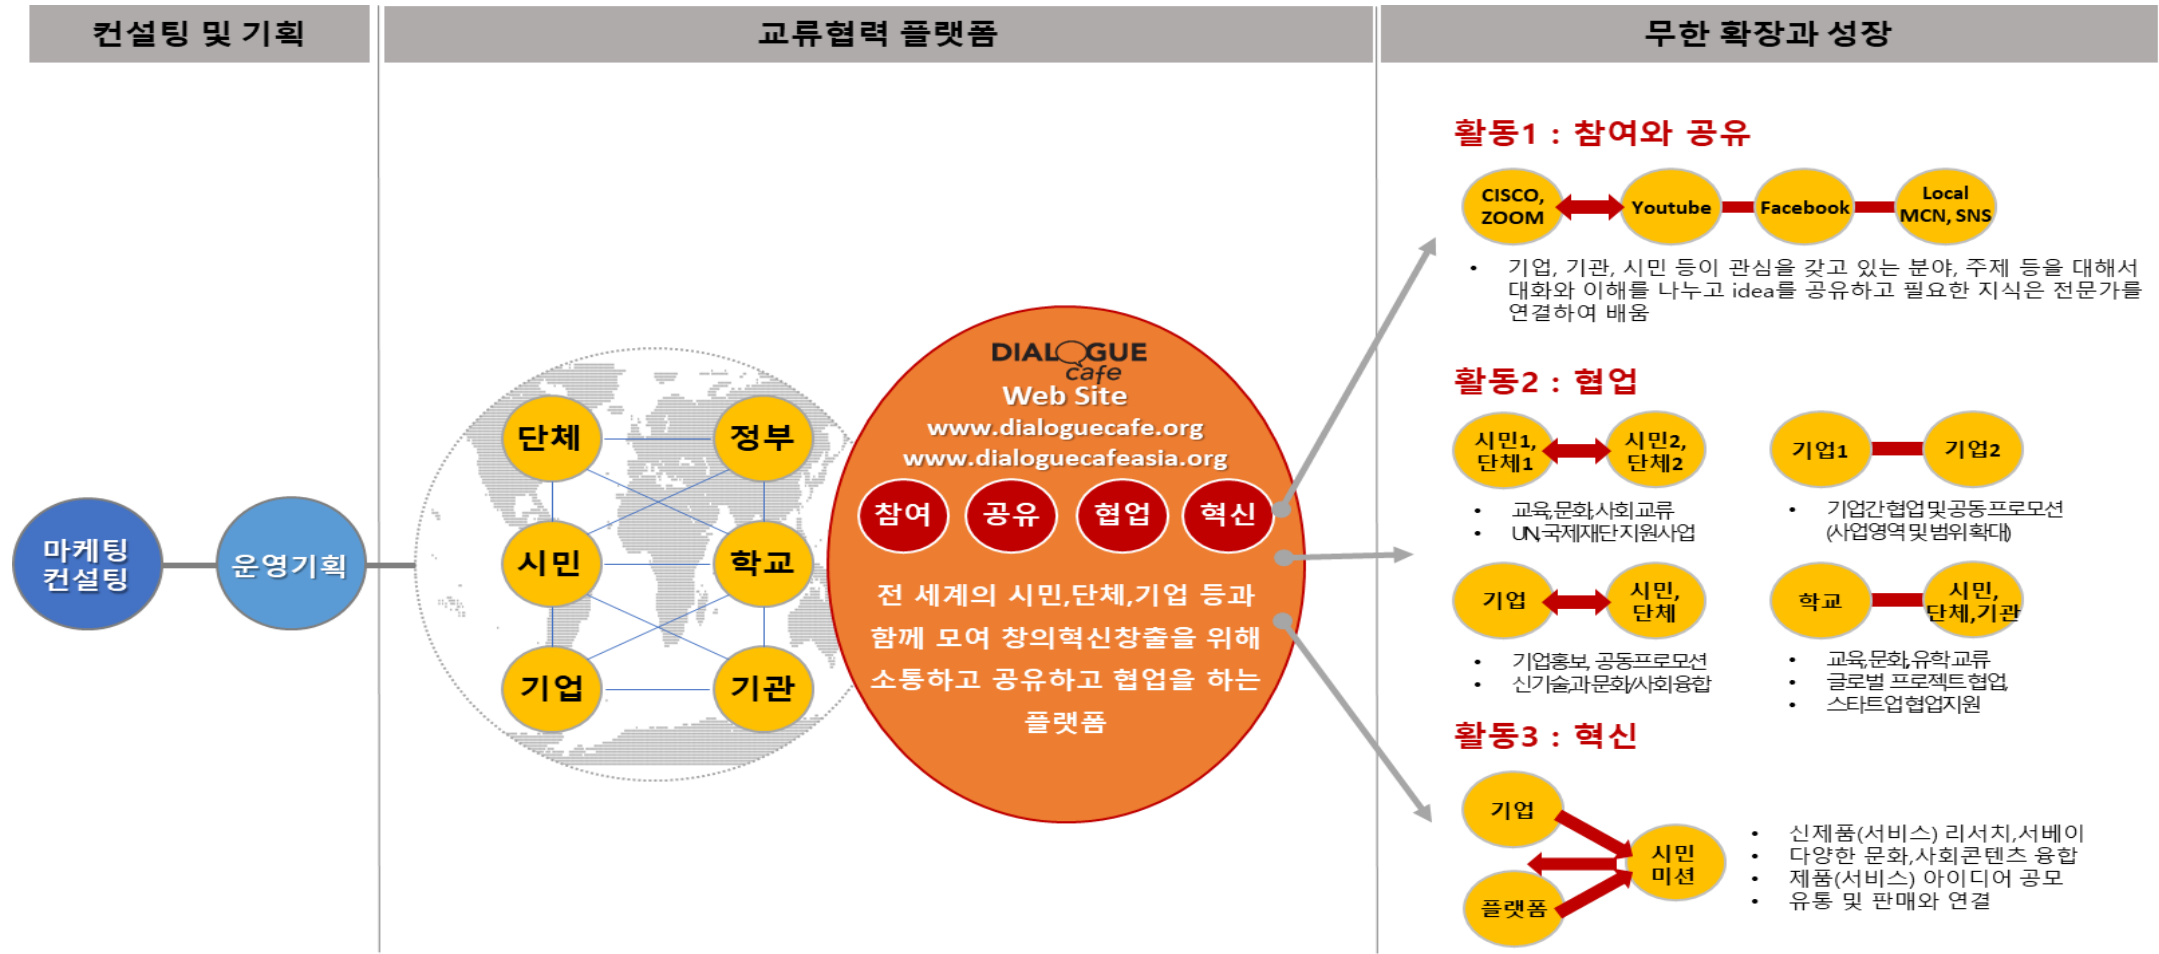 컨설팅 및 기획
교류협력 플랫폼
무한 확장과 성장
마케팅
컨설팅
운영기획
단체
정부
시민
학교
기업
기관
DIALOGUE
cafe
Web Site
www.dialoguecafe.org
www.dialoguecafeasia.org
참여
공유
협업
혁신
전 세계의 시민,단체,기업 등과
함께 모여 창의혁신창출을 위해
소통하고 공유하고 협업을 하는
플랫폼
활동1 : 참여와 공유
CISCO,
ZOOM
Youtube
Facebook
Local
MCN, SNS
• 기업, 기관, 시민 등이 관심을 갖고 있는 분야, 주제 등을 대해서
대화와 이해를 나누고 idea를 공유하고 필요한 지식은 전문가를
연결하여 배움
활동2 : 협업
시민1,
단체1
시민2,
단체2
• 교육,문화,사회 교류
• UN,국제재단 지원사업
기업1
기업2
• 기업간 협업 및 공동 프로모션
(사업영역 및 범위 확대)
기업
시민,
단체
• 기업홍보, 공동프로모션
• 신기술과 문화/사회 융합
학교
시민,
단체,기관
• 교육,문화,유학 교류
• 글로벌 프로젝트 협업,
• 스타트업 협업지원
활동3 : 혁신
기업
플랫폼
시민
미션
• 신제품(서비스) 리서치,서베이
• 다양한 문화,사회콘텐츠 융합
• 제품(서비스) 아이디어 공모
• 유통 및 판매와 연결